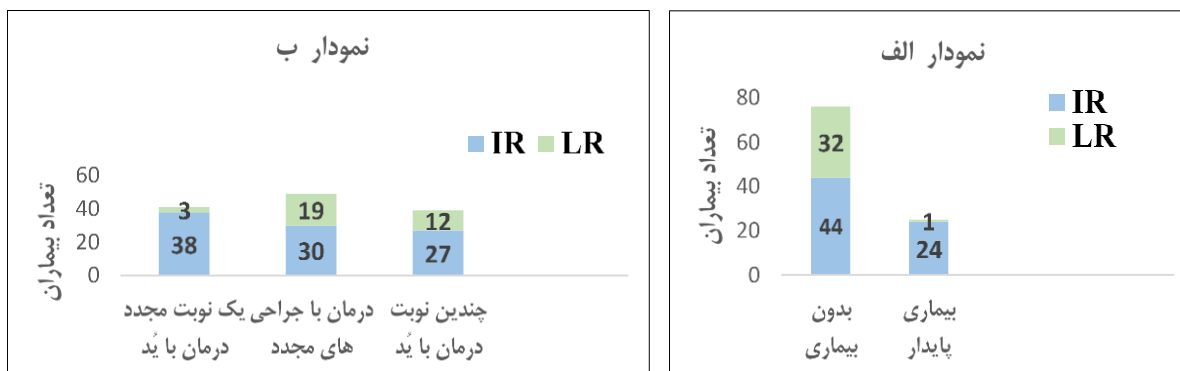 نمودار الف
IR
LR
تعداد بیماران
80
60
40
20
0
32
44
1
24
بدون
بیماری
بیماری
پایدار
نمودار ب
IR LR
تعداد بیماران
60
40
20
0
3
38
19
30
12
27
یک نوبت مجدد
درمان با یُد
درمان با جراحی
های مجدد
چندین نوبت
درمان با یُد